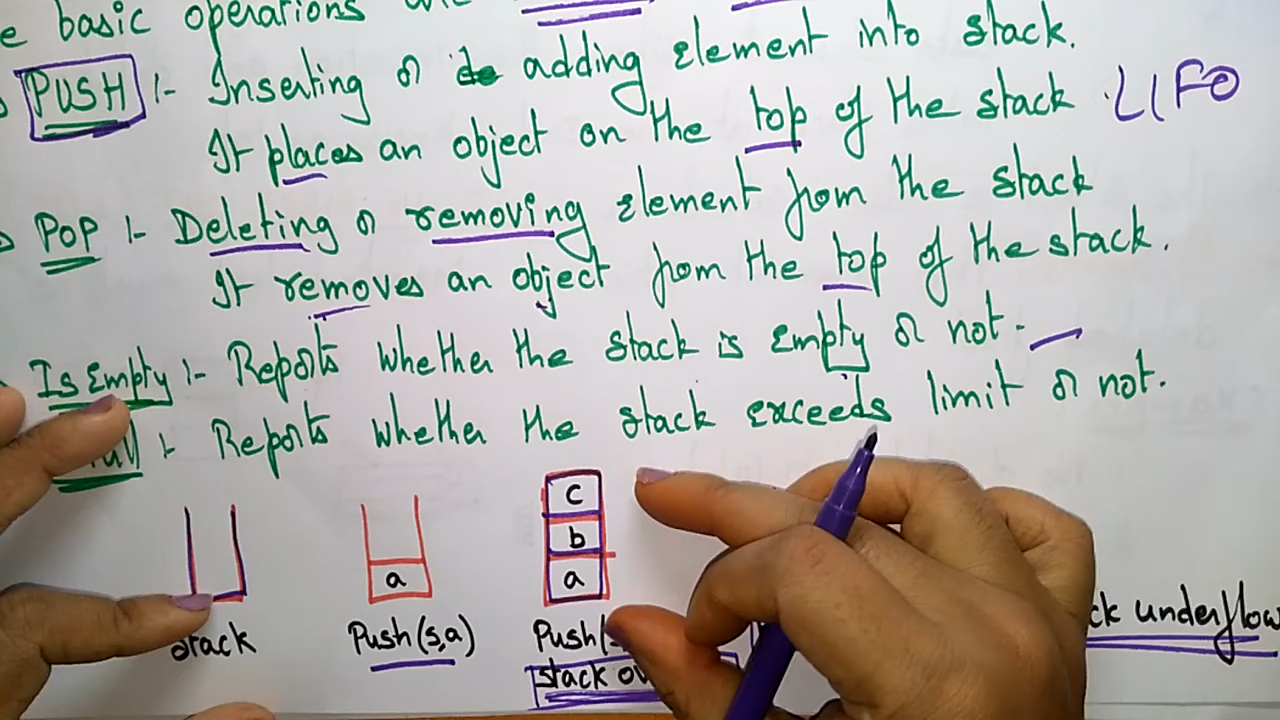 e basic operations
PUSH :- Inserting or adding element into stack.
It places an object on the top of the stack. LIFO
POP :- Deleting or removing element from the stack
It removes an object from the top of the stack.
Is Empty :- Reports whether the stack is Empty or not.
:- Reports whether the stack exceeds limit or not.
c
b
a
a
stack
Push(s,a)
Push(
stack ov
ck underflow